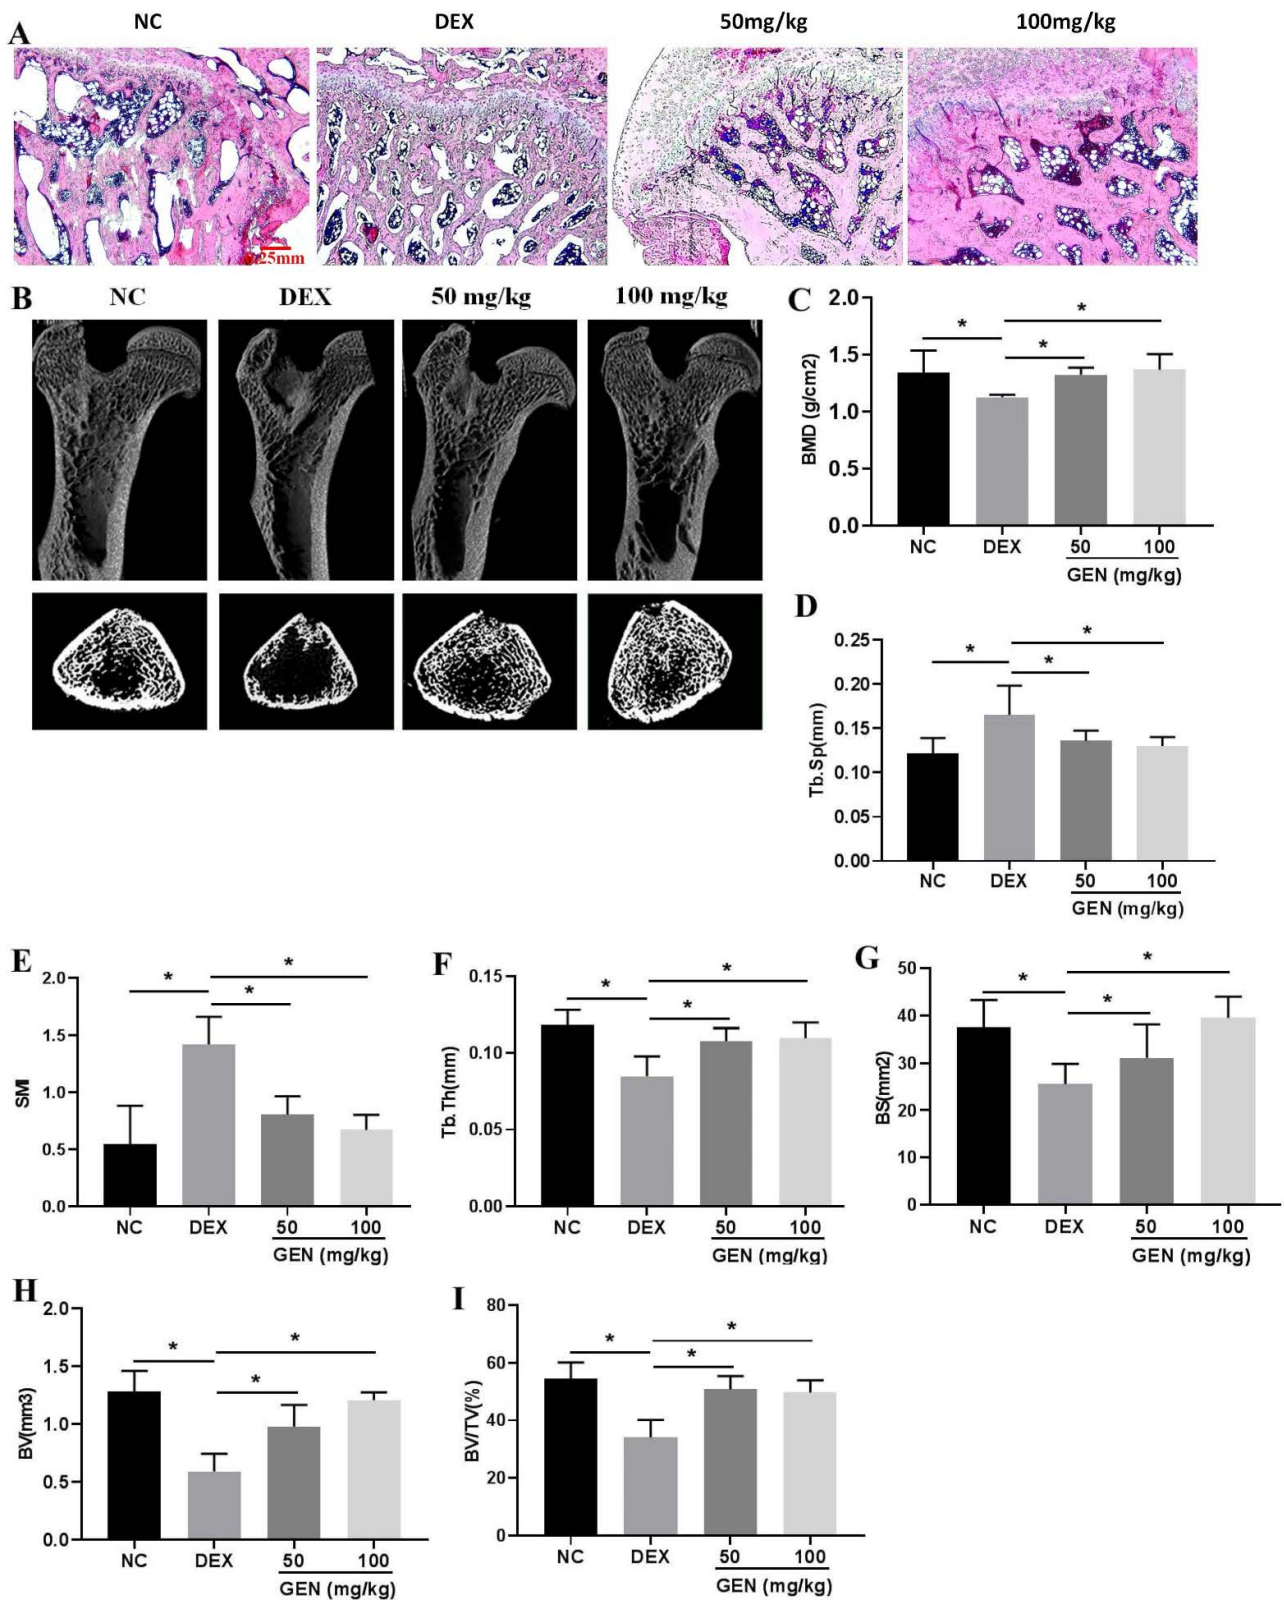 A
NC
DEX
50mg/kg
100mg/kg
0.25mm
B
NC
DEX
50 mg/kg
100 mg/kg
C
2.0
1.5
1.0
0.5
0.0
BMD (g/cm2)
*
*
*
NC
DEX
50
100
GEN (mg/kg)
D
0.25
0.20
0.15
0.10
0.05
0.00
Tb.Sp(mm)
*
*
*
NC
DEX
50
100
GEN (mg/kg)
E
2.0
1.5
1.0
0.5
0.0
SMI
*
*
*
NC
DEX
50
100
GEN (mg/kg)
F
0.15
0.10
0.05
0.00
Tb.Th(mm)
*
*
*
NC
DEX
50
100
GEN (mg/kg)
G
50
40
30
20
10
0
BS(mm2)
*
*
*
NC
DEX
50
100
GEN (mg/kg)
H
2.0
1.5
1.0
0.5
0.0
BV(mm3)
*
*
*
NC
DEX
50
100
GEN (mg/kg)
I
80
60
40
20
0
BV/TV(%)
*
*
*
NC
DEX
50
100
GEN (mg/kg)